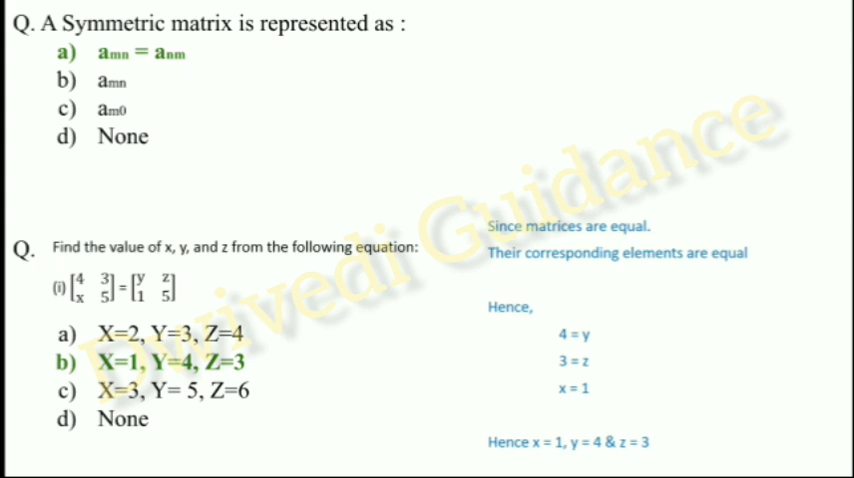 Q. A Symmetric matrix is represented as :
a) amn = anm
b) amn
c) am0
d) None
Q. Find the value of x, y, and z from the following equation:
(i) [4 3
x 5] = [y z
1 5]
a) X=2, Y=3, Z=4
b) X=1, Y=4, Z=3
c) X=3, Y= 5, Z=6
d) None
Since matrices are equal.
Their corresponding elements are equal
Hence,
4 = y
3 = z
x = 1
Hence x = 1, y = 4 & z = 3
Dwivedi Guidance